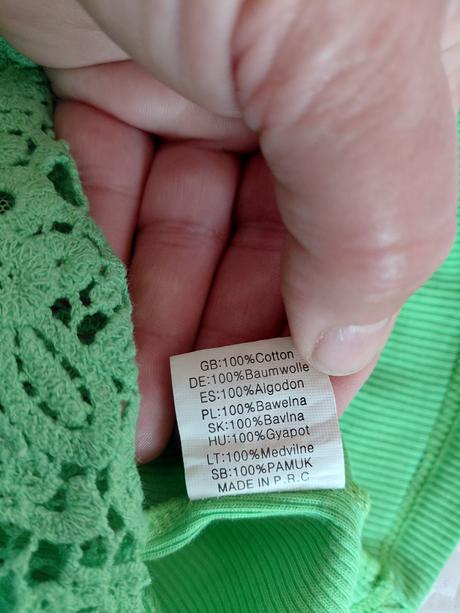 GB:100%Cotton
DE:100%Baumwolle
ES:100%Algodon
PL:100%Bawelna
SK:100%Bavlna
HU:100%Gyapot
LT:100%Medvilne
SB:100%PAMUK
MADE IN P.R.C